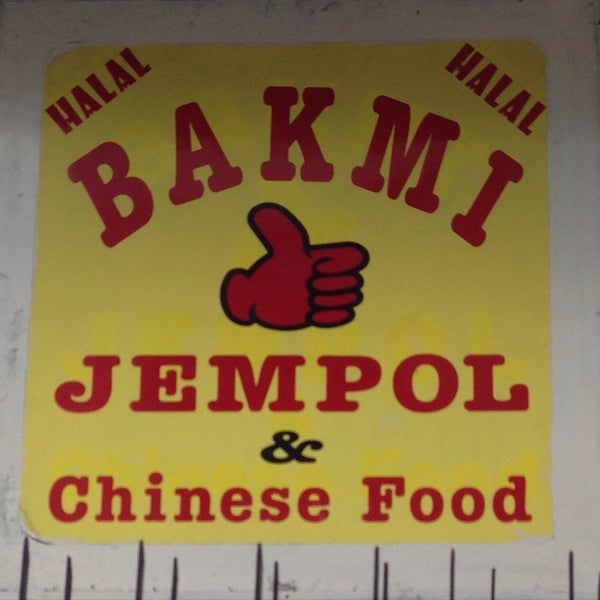 HALAL
HALAL
BAKMI
JEMPOL
&
Chinese Food